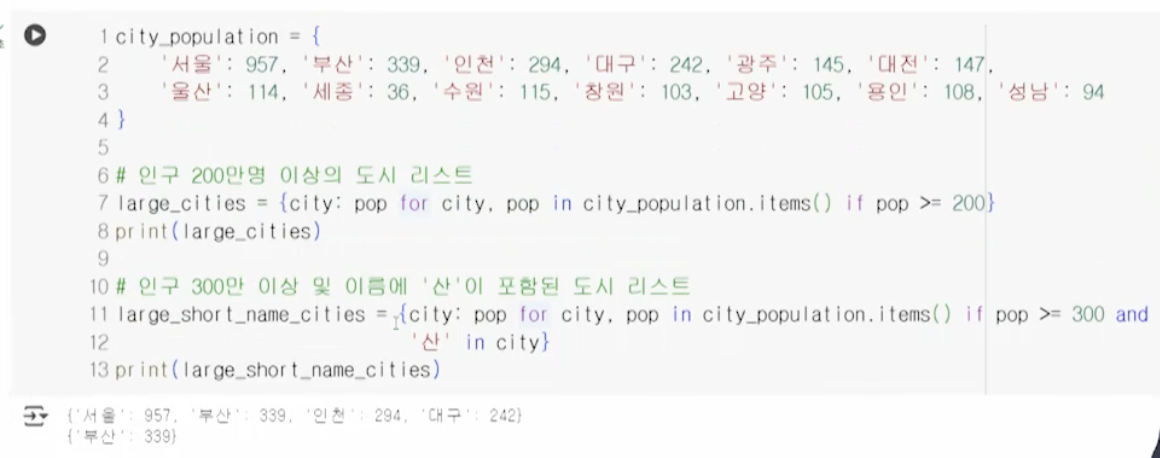 1 city_population = {
2 '서울': 957, '부산': 339, '인천': 294, '대구': 242, '광주': 145, '대전': 147,
3 '울산': 114, '세종': 36, '수원': 115, '창원': 103, '고양': 105, '용인': 108, '성남': 94
4 }
5
6 # 인구 200만명 이상의 도시 리스트
7 large_cities = {city: pop for city, pop in city_population.items() if pop >= 200}
8 print(large_cities)
9
10 # 인구 300만 이상 및 이름에 '산'이 포함된 도시 리스트
11 large_short_name_cities = {city: pop for city, pop in city_population.items() if pop >= 300 and
12 '산' in city}
13 print(large_short_name_cities)
{'서울': 957, '부산': 339, '인천': 294, '대구': 242}
{'부산': 339}